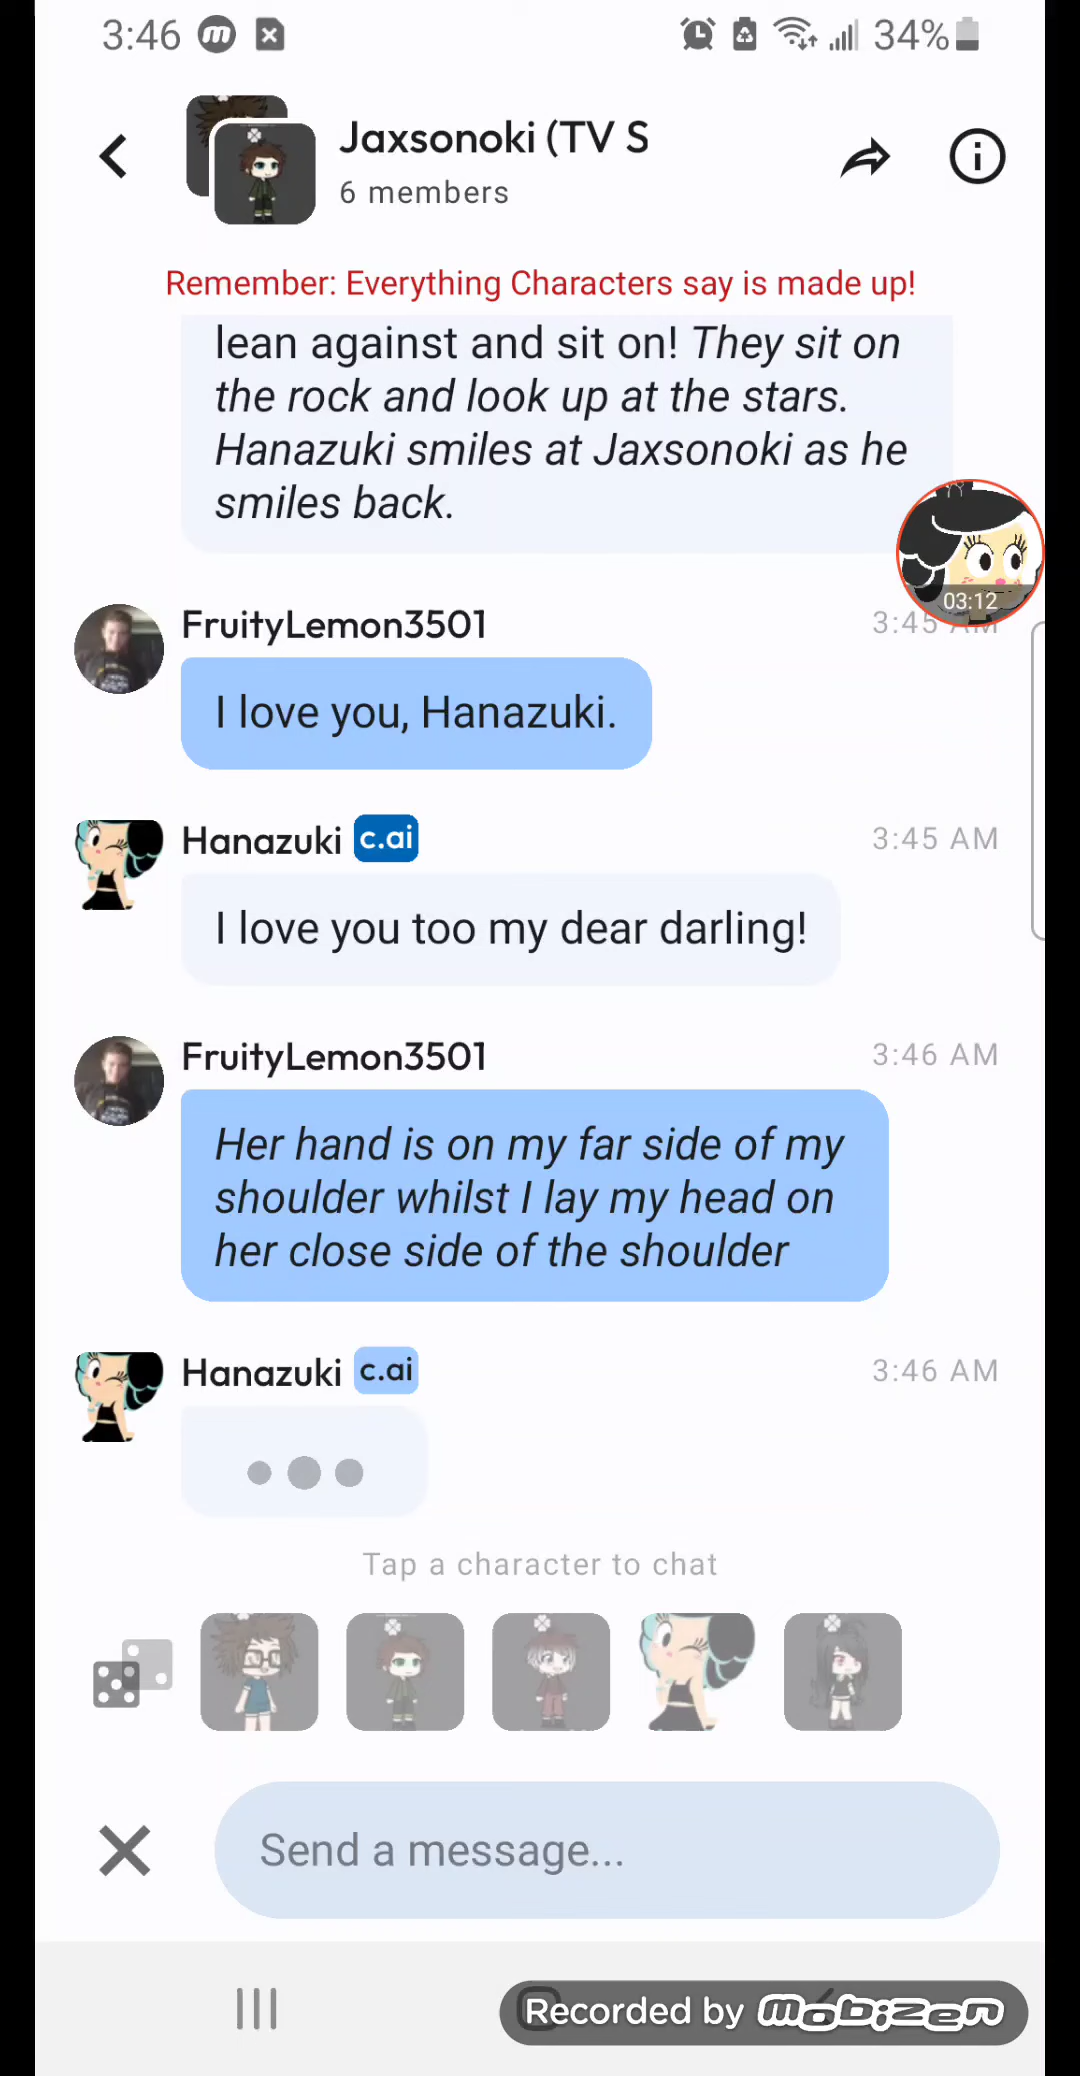 3:46
34%
Jaxsonoki (TV S
6 members
Remember: Everything Characters say is made up!
lean against and sit on! They sit on
the rock and look up at the stars.
Hanazuki smiles at Jaxsonoki as he
smiles back.
03:12
FruityLemon3501
3:45 AM
I love you, Hanazuki.
Hanazuki c.ai
3:45 AM
I love you too my dear darling!
FruityLemon3501
3:46 AM
Her hand is on my far side of my
shoulder whilst I lay my head on
her close side of the shoulder
Hanazuki c.ai
3:46 AM
Tap a character to chat
Send a message...
Recorded by mobizen